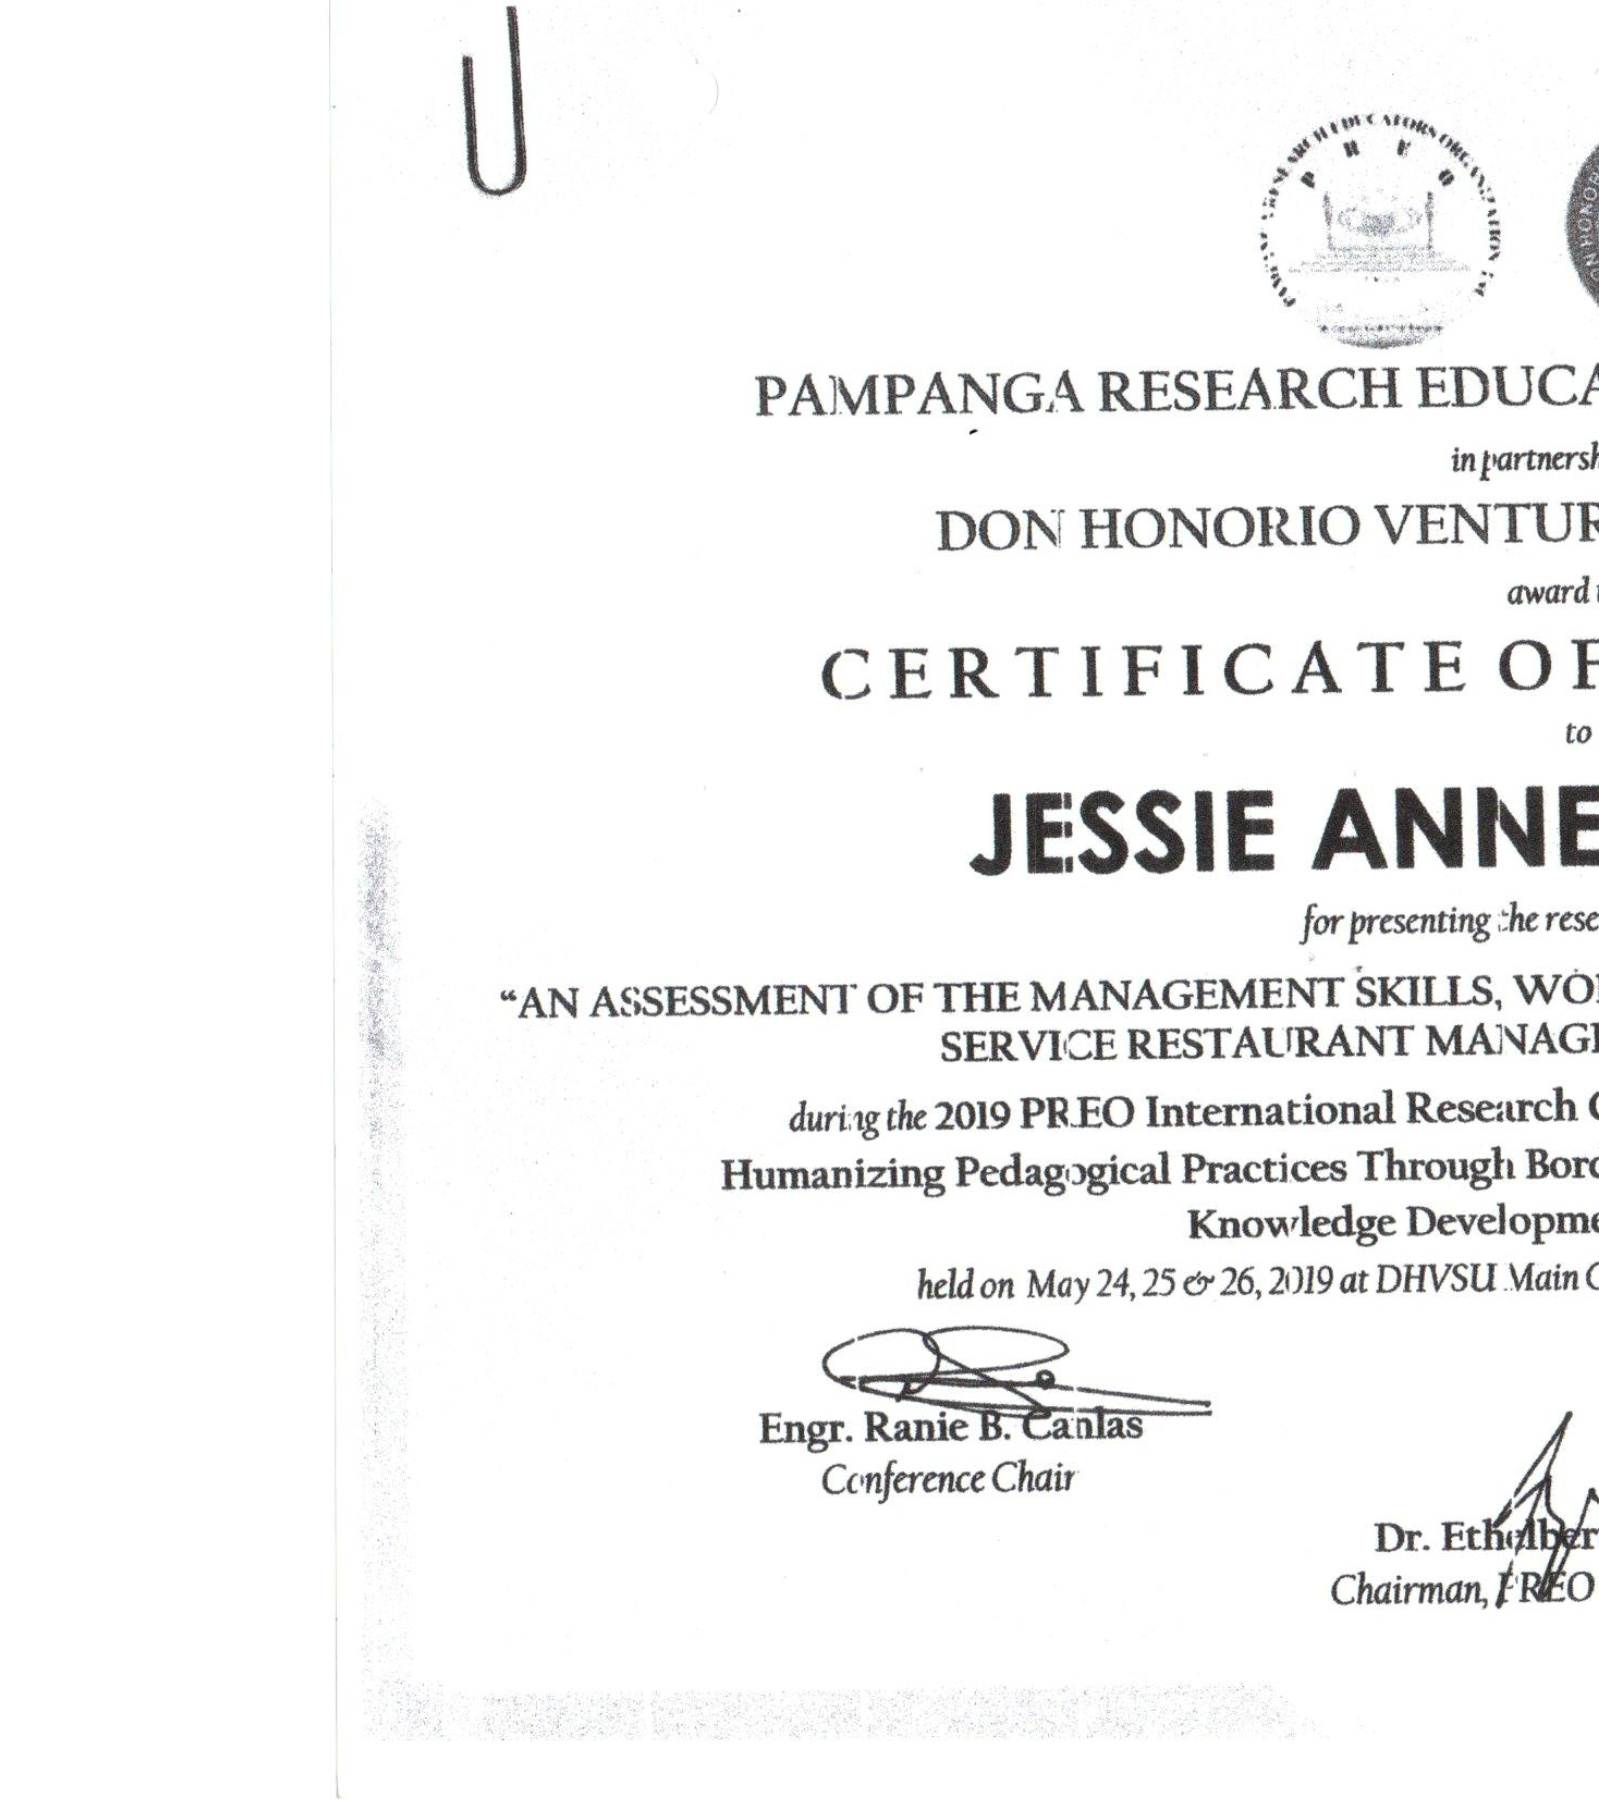 P R E O
PAMPANGA RESEARCH EDUCA
in partnersh
DON HONORIO VENTUR
award
CERTIFICATE OF
to
JESSIE ANNE
for presenting the rese
“AN ASSESSMENT OF THE MANAGEMENT SKILLS, WO
SERVICE RESTAURANT MANAG
during the 2019 PREO International Research C
Humanizing Pedagogical Practices Through Bord
Knowledge Developme
held on May 24, 25 & 26, 2019 at DHVSU Main C
Engr. Ranie B. Canlas
Conference Chair
Dr. Ethelber
Chairman, PREO